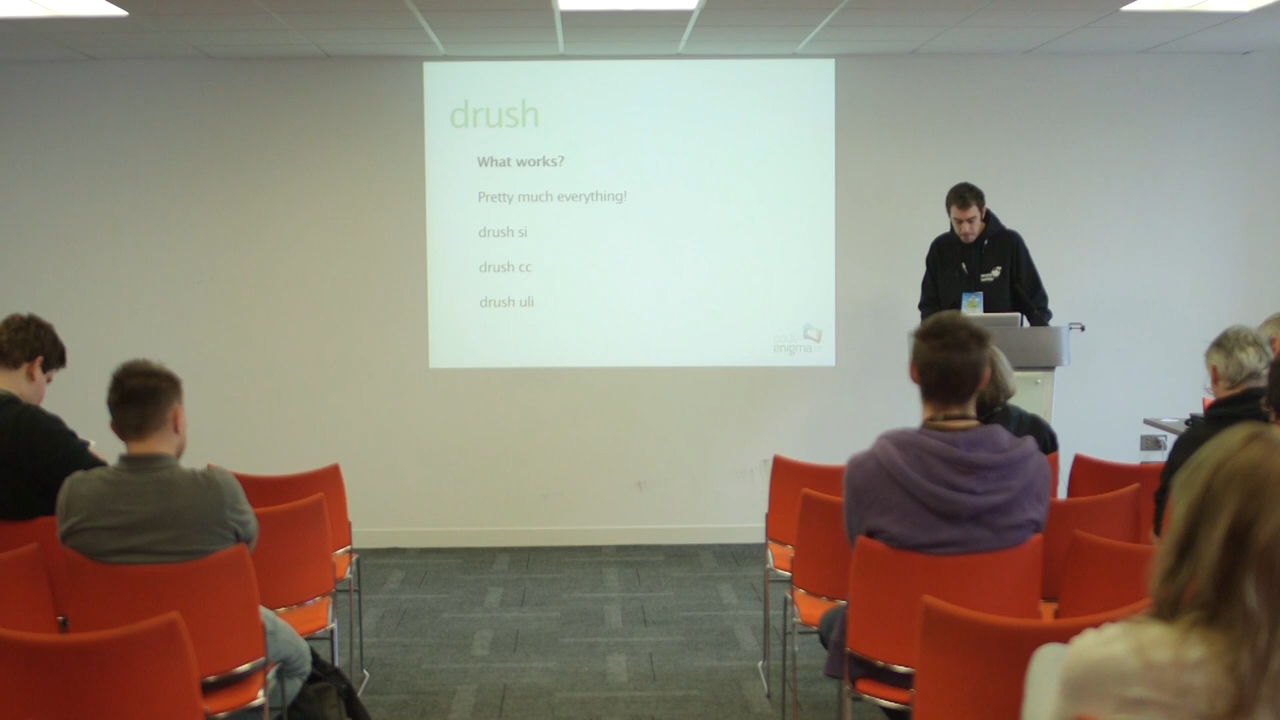 drush
What works?
Pretty much everything!
drush si
drush cc
drush uli
enigma